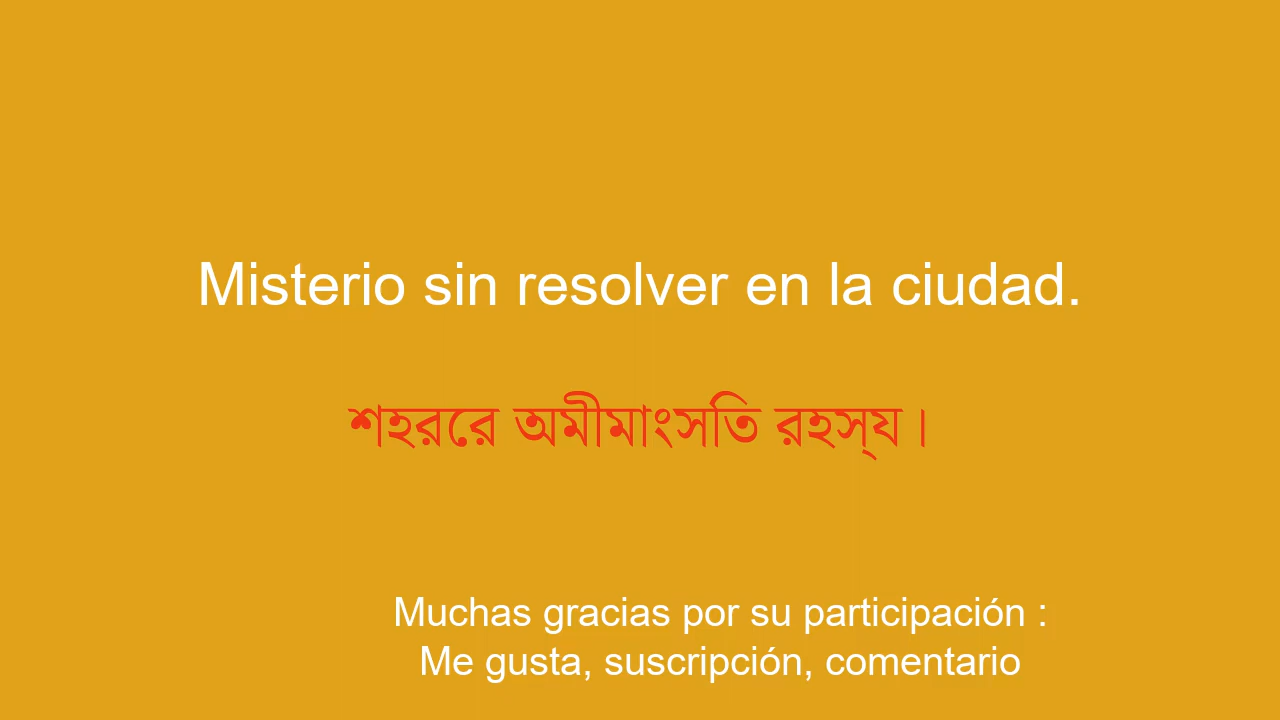 Misterio sin resolver en la ciudad.
শহররে অমীমাংসতি রহস্‌য।
Muchas gracias por su participación :
Me gusta, suscripción, comentario